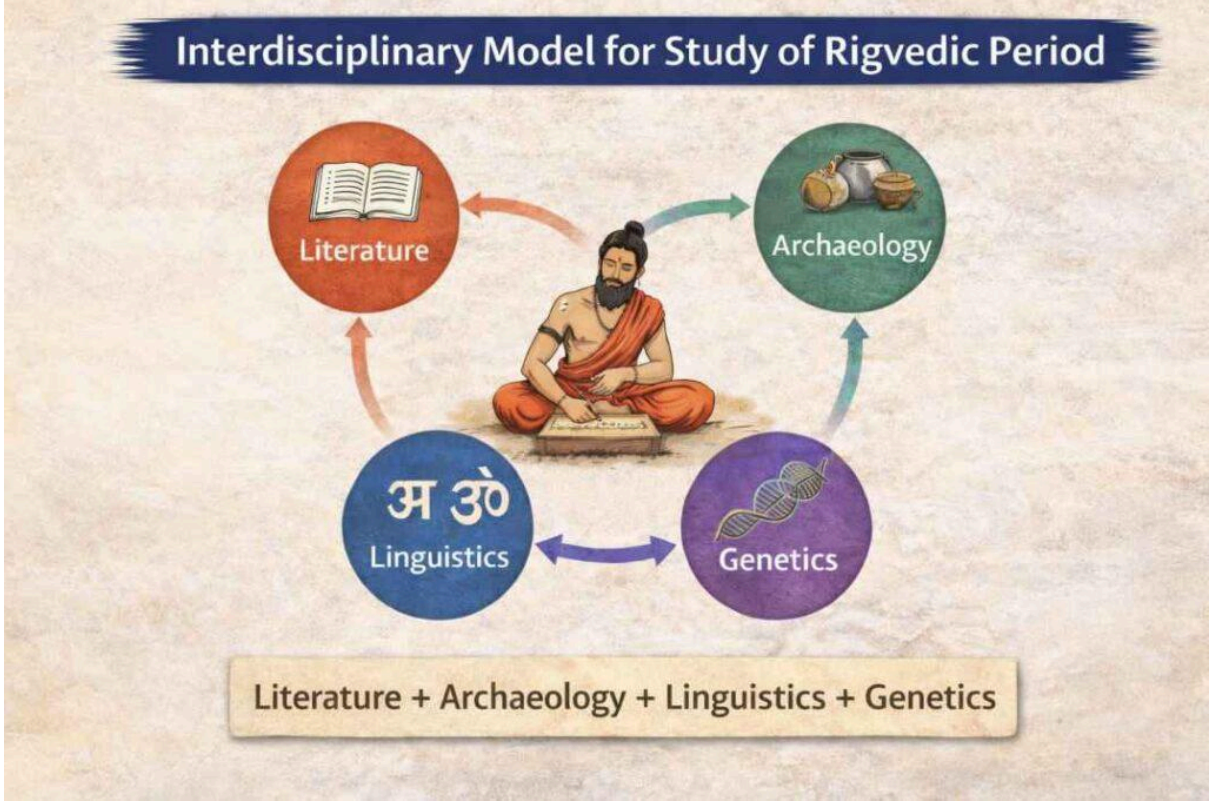 Interdisciplinary Model for Study of Rigvedic Period
Literature
Archaeology
अ
Linguistics
Genetics
Literature + Archaeology + Linguistics + Genetics